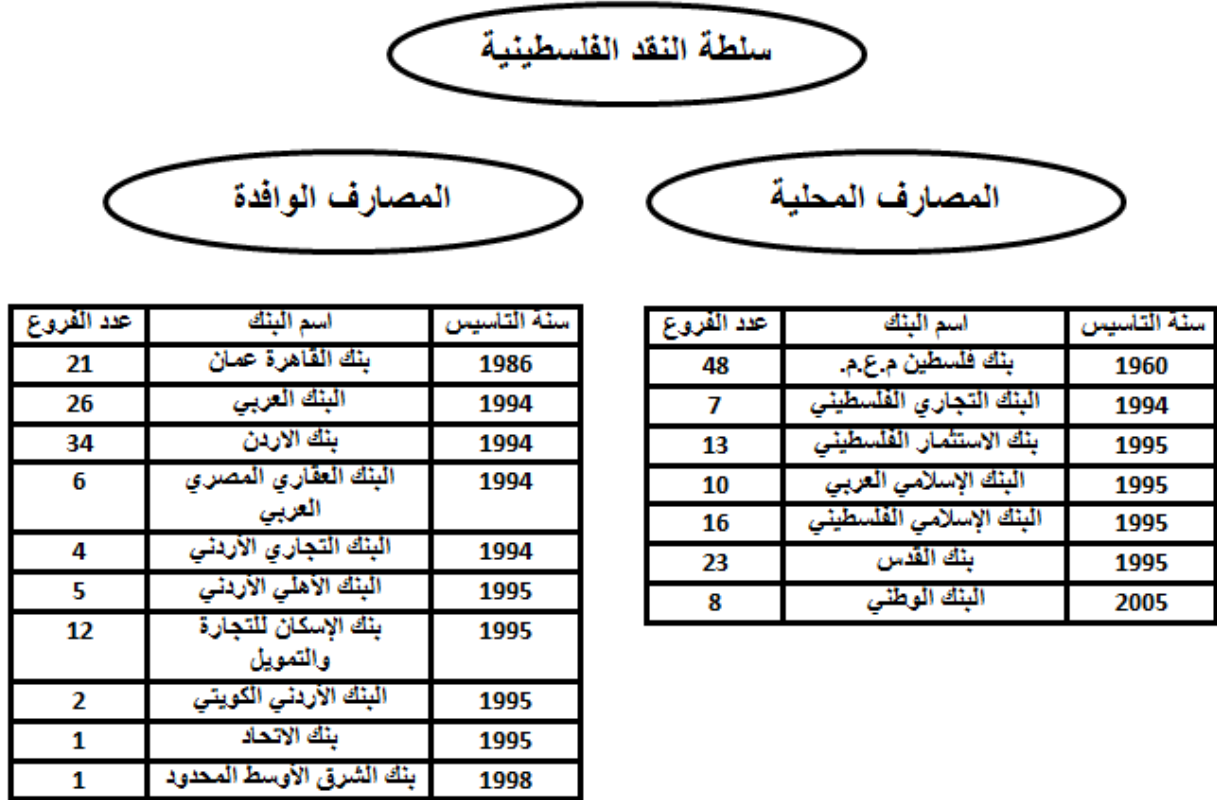 سلطة النقد الفلسطينية
المصارف المحلية
سنة التاسيس اسم البنك عدد الفروع
1960 بنك فلسطين م.ع.م. 48
1994 البنك التجاري الفلسطيني 7
1995 بنك الاستثمار الفلسطيني 13
1995 البنك الإسلامي العربي 10
1995 البنك الإسلامي الفلسطيني 16
1995 بنك القدس 23
2005 البنك الوطني 8
المصارف الوافدة
سنة التاسيس اسم البنك عدد الفروع
1986 بنك القاهرة عمان 21
1994 البنك العربي 26
1994 بنك الاردن 34
1994 البنك العقاري المصري 6
العربي
1994 البنك التجاري الأردني 4
1995 البنك الأهلي الأردني 5
1995 بنك الإسكان للتجارة 12
والتمويل
1995 البنك الأردني الكويتي 2
1995 بنك الاتحاد 1
1998 بنك الشرق الأوسط المحدود 1